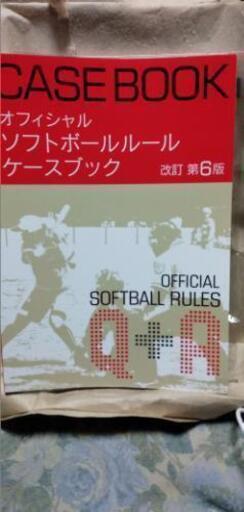 CASE BOOK
オフィシャル
ソフトボールルール
ケースブック 改訂 第6版
OFFICIAL
SOFTBALL RULES
Q+A